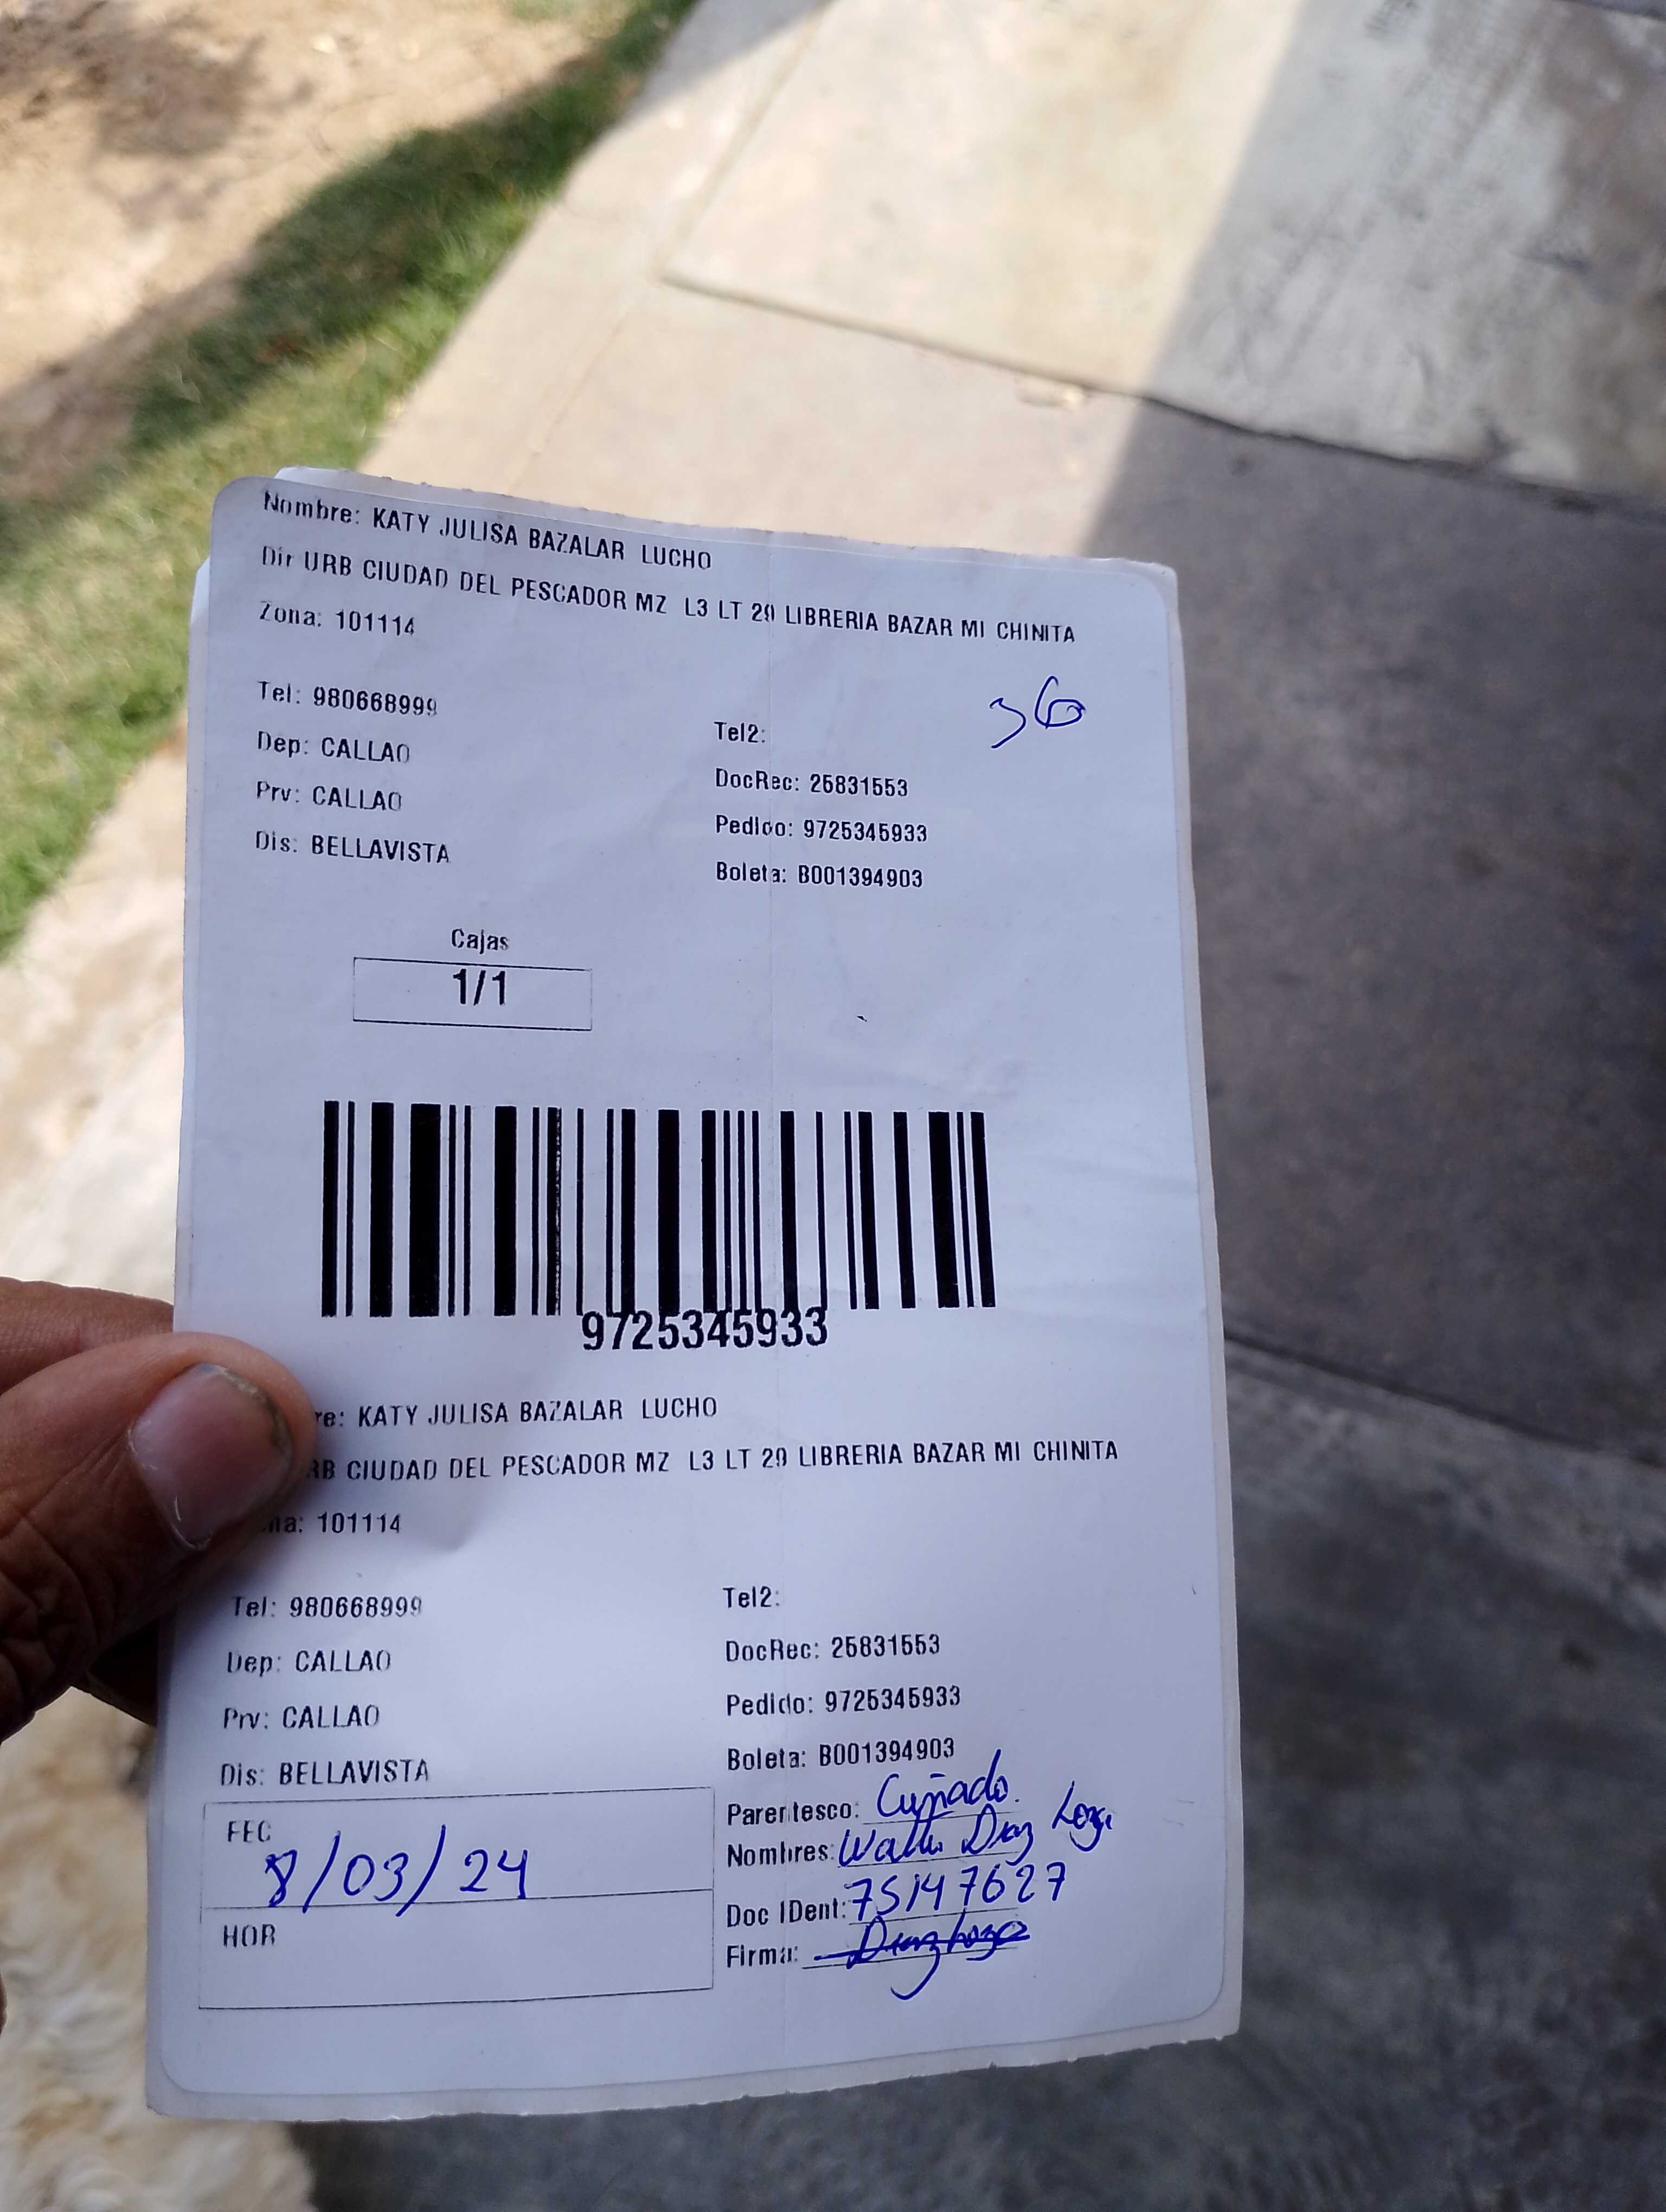 Nombre: KATY JULISA BAZALAR LUCHO
Dir URB CIUDAD DEL PESCADOR MZ L3 LT 29 LIBRERIA BAZAR MI CHINITA
Zona: 101114
36
Tel: 980668999
Tel2:
Dep: CALLAO
DocRec: 25831553
Prv: CALLAO
Pedido: 9725345933
Dis: BELLAVISTA
Boleta: B001394903
Cajas
1/1
9725345933
re: KATY JULISA BAZALAR LUCHO
RB CIUDAD DEL PESCADOR MZ L3 LT 29 LIBRERIA BAZAR MI CHINITA
na: 101114
Tel: 980668999
Tel2:
Dep: CALLAO
DocRec: 25831553
Prv: CALLAO
Pedido: 9725345933
Dis: BELLAVISTA
Boleta: B001394903
Parentesco: Cuñado.
FEC
8/03/24
Nombres: Diaz
Doc IDent: 75147627
HOR
Firma: